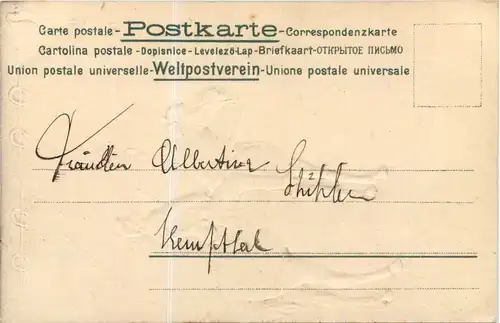 Carte postale - Postkarte - Correspondenzkarte
Cartolina postale - Dopisnice - Levelező-Lap - Briefkaart - ОТКРЫТОЕ ПИСЬМО
Union postale universelle - Weltpostverein - Unione postale universale
Fräulein Albertine
Kemptthal